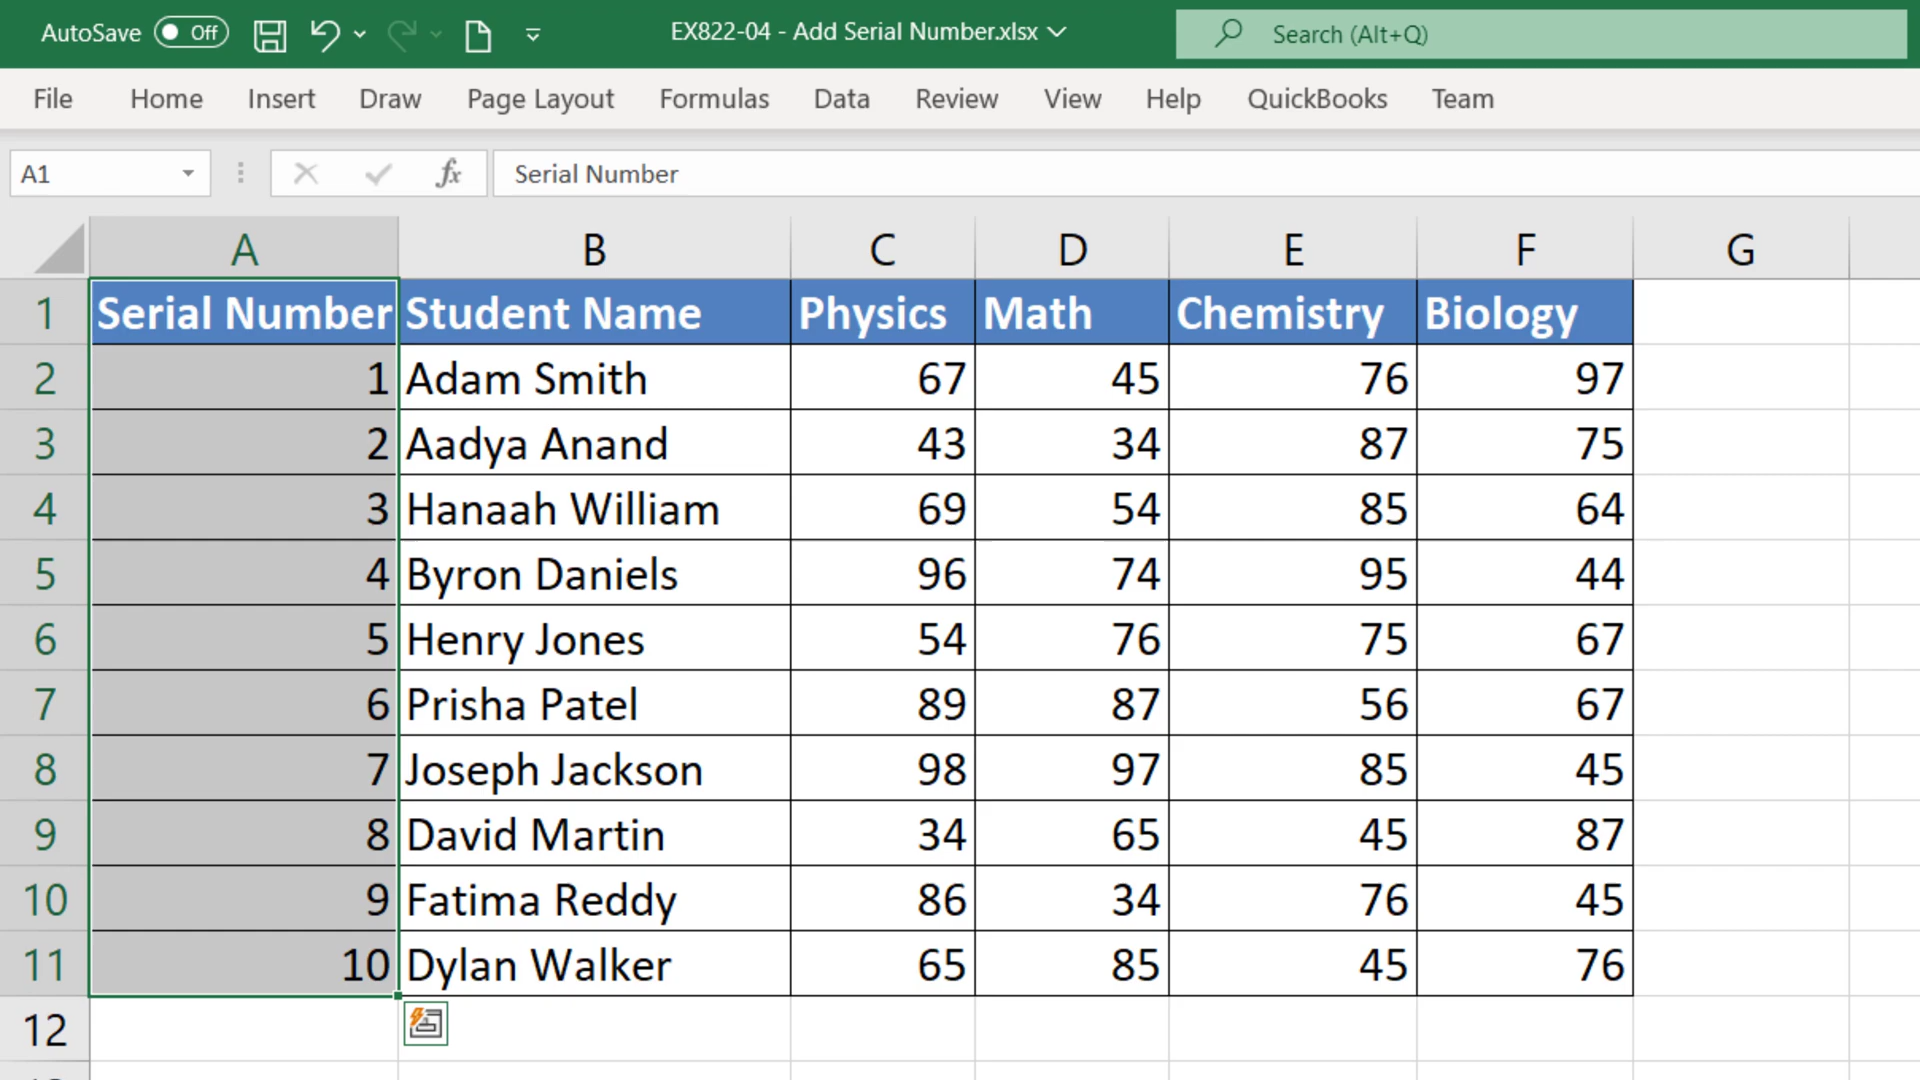 AutoSave Off EX822-04 - Add Serial Number.xlsx Search (Alt+Q)
File Home Insert Draw Page Layout Formulas Data Review View Help QuickBooks Team
A1 fx Serial Number
A B C D E F G
1 Serial Number Student Name Physics Math Chemistry Biology
2 1 Adam Smith 67 45 76 97
3 2 Aadya Anand 43 34 87 75
4 3 Hanaah William 69 54 85 64
5 4 Byron Daniels 96 74 95 44
6 5 Henry Jones 54 76 75 67
7 6 Prisha Patel 89 87 56 67
8 7 Joseph Jackson 98 97 85 45
9 8 David Martin 34 65 45 87
10 9 Fatima Reddy 86 34 76 45
11 10 Dylan Walker 65 85 45 76
12